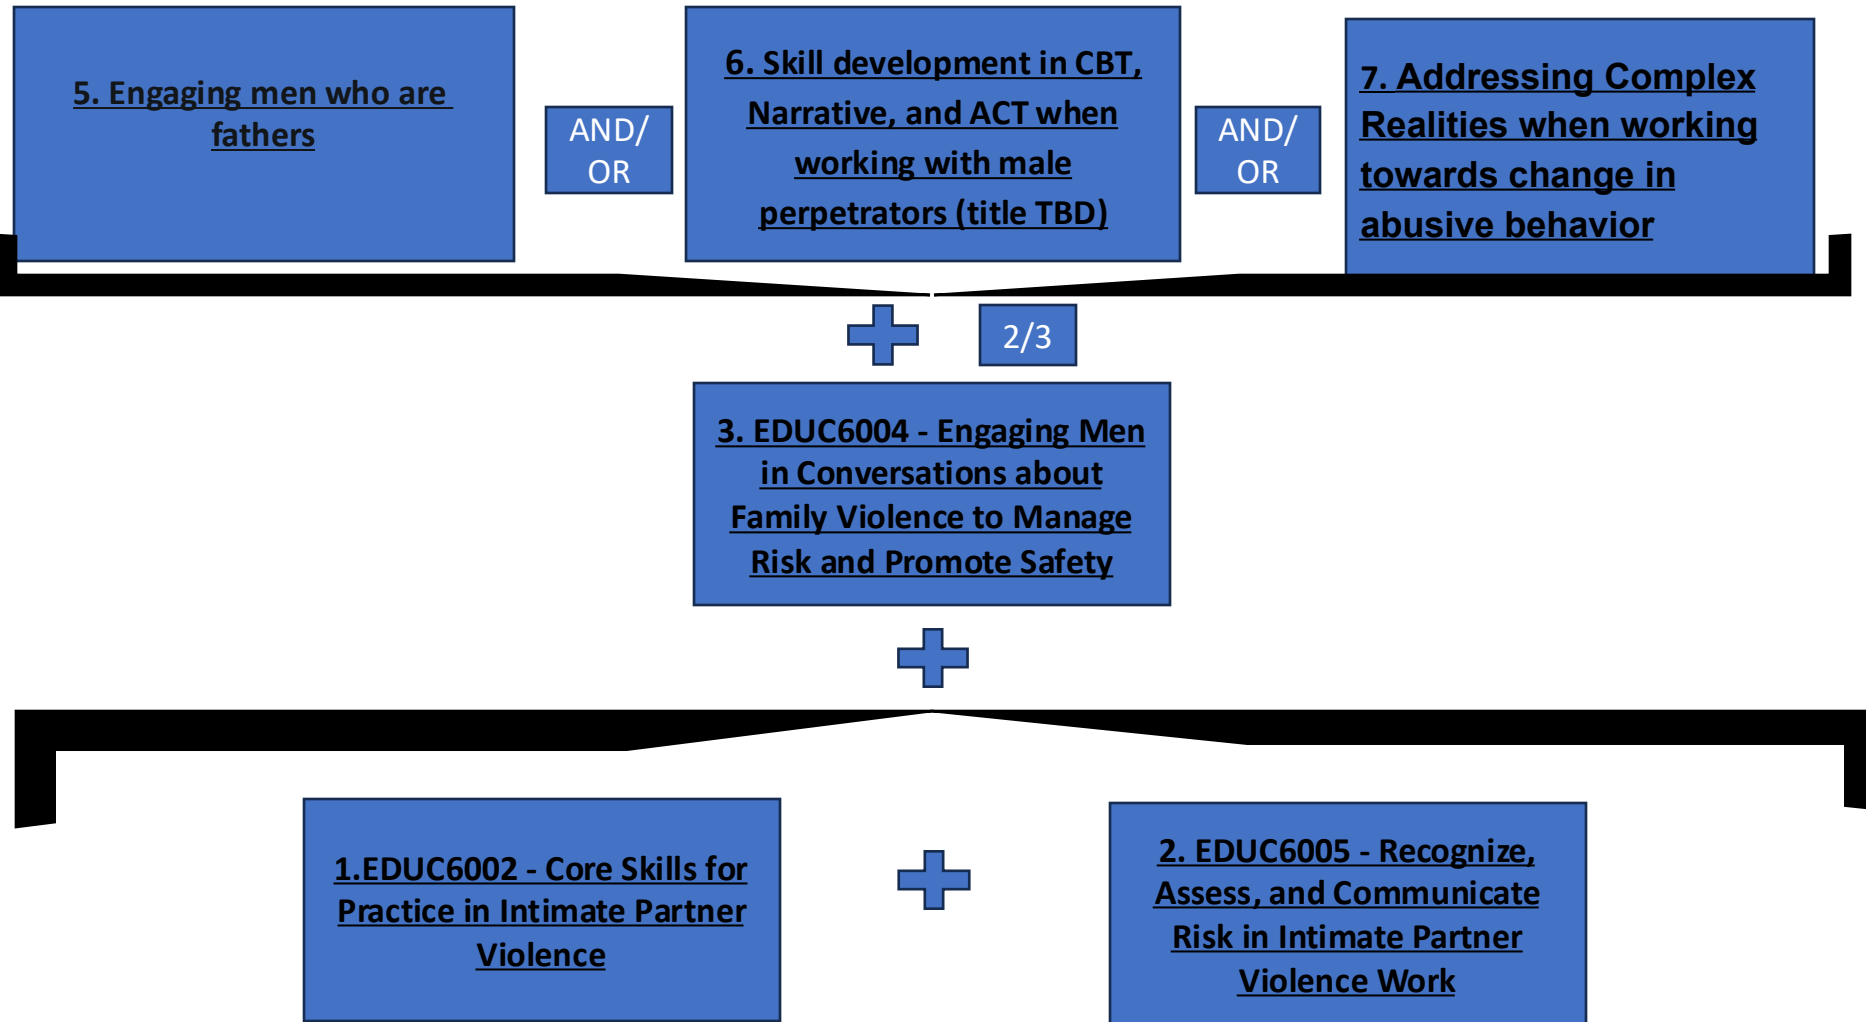 5. Engaging men who are
fathers
AND/
OR
6. Skill development in CBT,
Narrative, and ACT when
working with male
perpetrators (title TBD)
AND/
OR
7. Addressing Complex
Realities when working
towards change in
abusive behavior
2/3
3. EDUC6004 - Engaging Men
in Conversations about
Family Violence to Manage
Risk and Promote Safety
1.EDUC6002 - Core Skills for
Practice in Intimate Partner
Violence
2. EDUC6005 - Recognize,
Assess, and Communicate
Risk in Intimate Partner
Violence Work